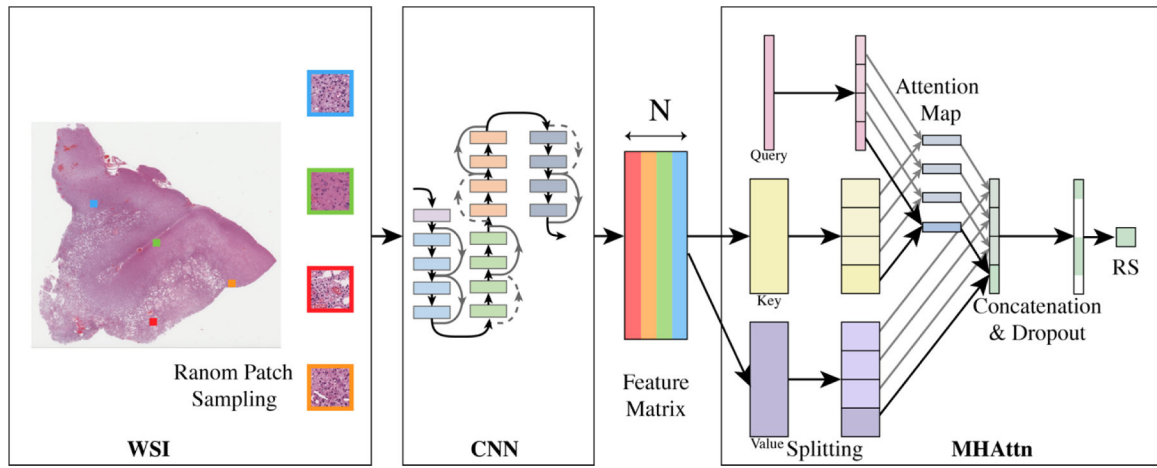 Ranom Patch
Sampling
WSI
CNN
N
Feature
Matrix
Query
Key
Value
Splitting
Attention
Map
Concatenation
& Dropout
RS
MHAttn